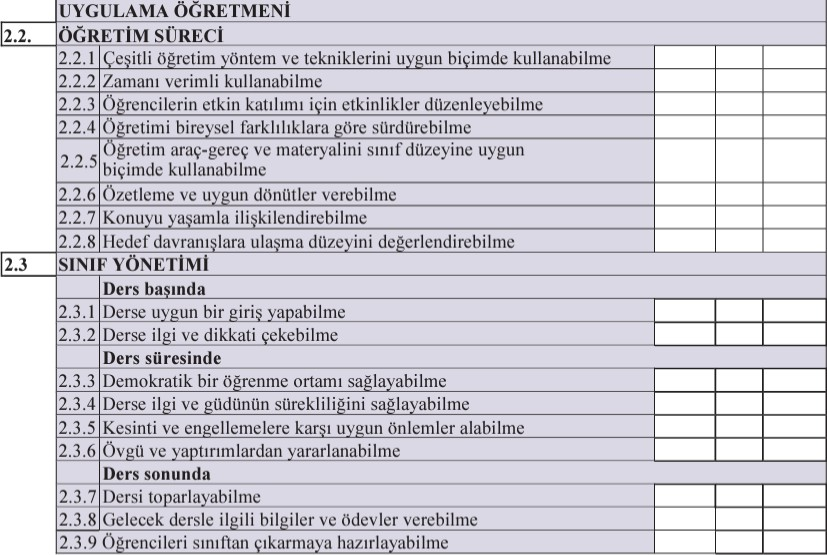 UYGULAMA ÖĞRETMENİ
2.2. ÖĞRETİM SÜRECİ
2.2.1 Çeşitli öğretim yöntem ve tekniklerini uygun biçimde kullanabilme
2.2.2 Zamanı verimli kullanabilme
2.2.3 Öğrencilerin etkin katılımı için etkinlikler düzenleyebilme
2.2.4 Öğretimi bireysel farklılıklara göre sürdürebilme
2.2.5 Öğretim araç-gereç ve materyalini sınıf düzeyine uygun
biçimde kullanabilme
2.2.6 Özetleme ve uygun dönütler verebilme
2.2.7 Konuyu yaşamla ilişkilendirebilme
2.2.8 Hedef davranışlara ulaşma düzeyini değerlendirebilme
2.3 SINIF YÖNETİMİ
Ders başında
2.3.1 Derse uygun bir giriş yapabilme
2.3.2 Derse ilgi ve dikkati çekebilme
Ders süresinde
2.3.3 Demokratik bir öğrenme ortamı sağlayabilme
2.3.4 Derse ilgi ve güdünün sürekliliğini sağlayabilme
2.3.5 Kesinti ve engellemelere karşı uygun önlemler alabilme
2.3.6 Övgü ve yaptırımlardan yararlanabilme
Ders sonunda
2.3.7 Dersi toparlayabilme
2.3.8 Gelecek dersle ilgili bilgiler ve ödevler verebilme
2.3.9 Öğrencileri sınıftan çıkarmaya hazırlayabilme